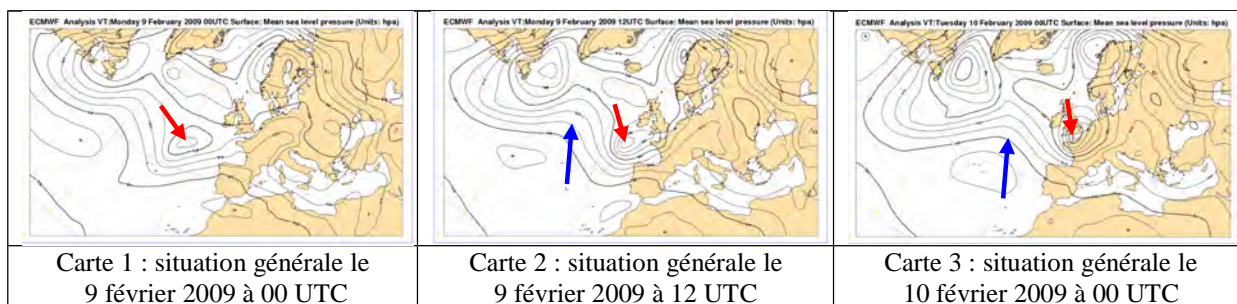 ECMWF Analysis VT:Monday 9 February 2009 00UTC Surface: Mean sea level pressure (Units: hpa)
ECMWF Analysis VT:Monday 9 February 2009 12UTC Surface: Mean sea level pressure (Units: hpa)
ECMWF Analysis VT:Tuesday 10 February 2009 00UTC Surface: Mean sea level pressure (Units: hpa)
Carte 1 : situation générale le
9 février 2009 à 00 UTC
Carte 2 : situation générale le
9 février 2009 à 12 UTC
Carte 3 : situation générale le
10 février 2009 à 00 UTC